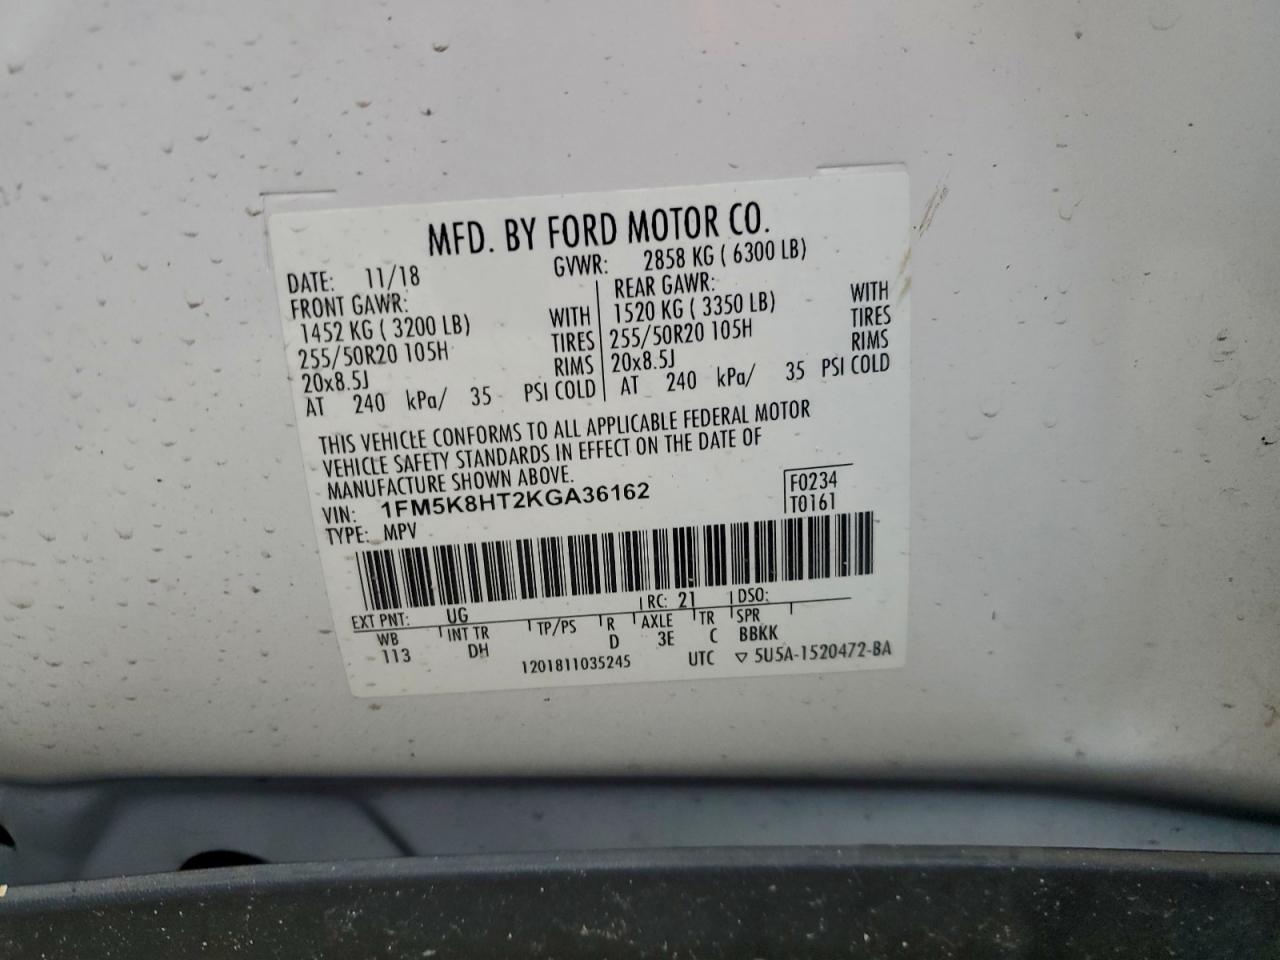 MFD. BY FORD MOTOR CO.
DATE: 11/18 GVWR: 2858 KG ( 6300 LB)
FRONT GAWR: REAR GAWR:
1452 KG ( 3200 LB) WITH 1520 KG ( 3350 LB) WITH
255/50R20 105H TIRES 255/50R20 105H TIRES
20x8.5J RIMS 20x8.5J RIMS
AT 240 kPa/ 35 PSI COLD AT 240 kPa/ 35 PSI COLD
THIS VEHICLE CONFORMS TO ALL APPLICABLE FEDERAL MOTOR
VEHICLE SAFETY STANDARDS IN EFFECT ON THE DATE OF
MANUFACTURE SHOWN ABOVE.
VIN: 1FM5K8HT2KGA36162 F0234
TYPE: MPV T0161
EXT PNT: UG RC: 21 DSO:
WB INT TR TP/PS R AXLE TR SPR
113 DH D 3E C BBKK
1201811035245 UTC ▽ 5U5A-1520472-BA